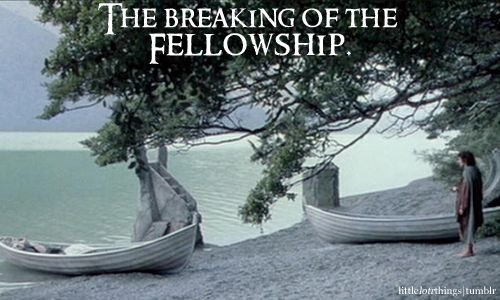 The breaking of the
Fellowship.
littlelotrthings|tumblr